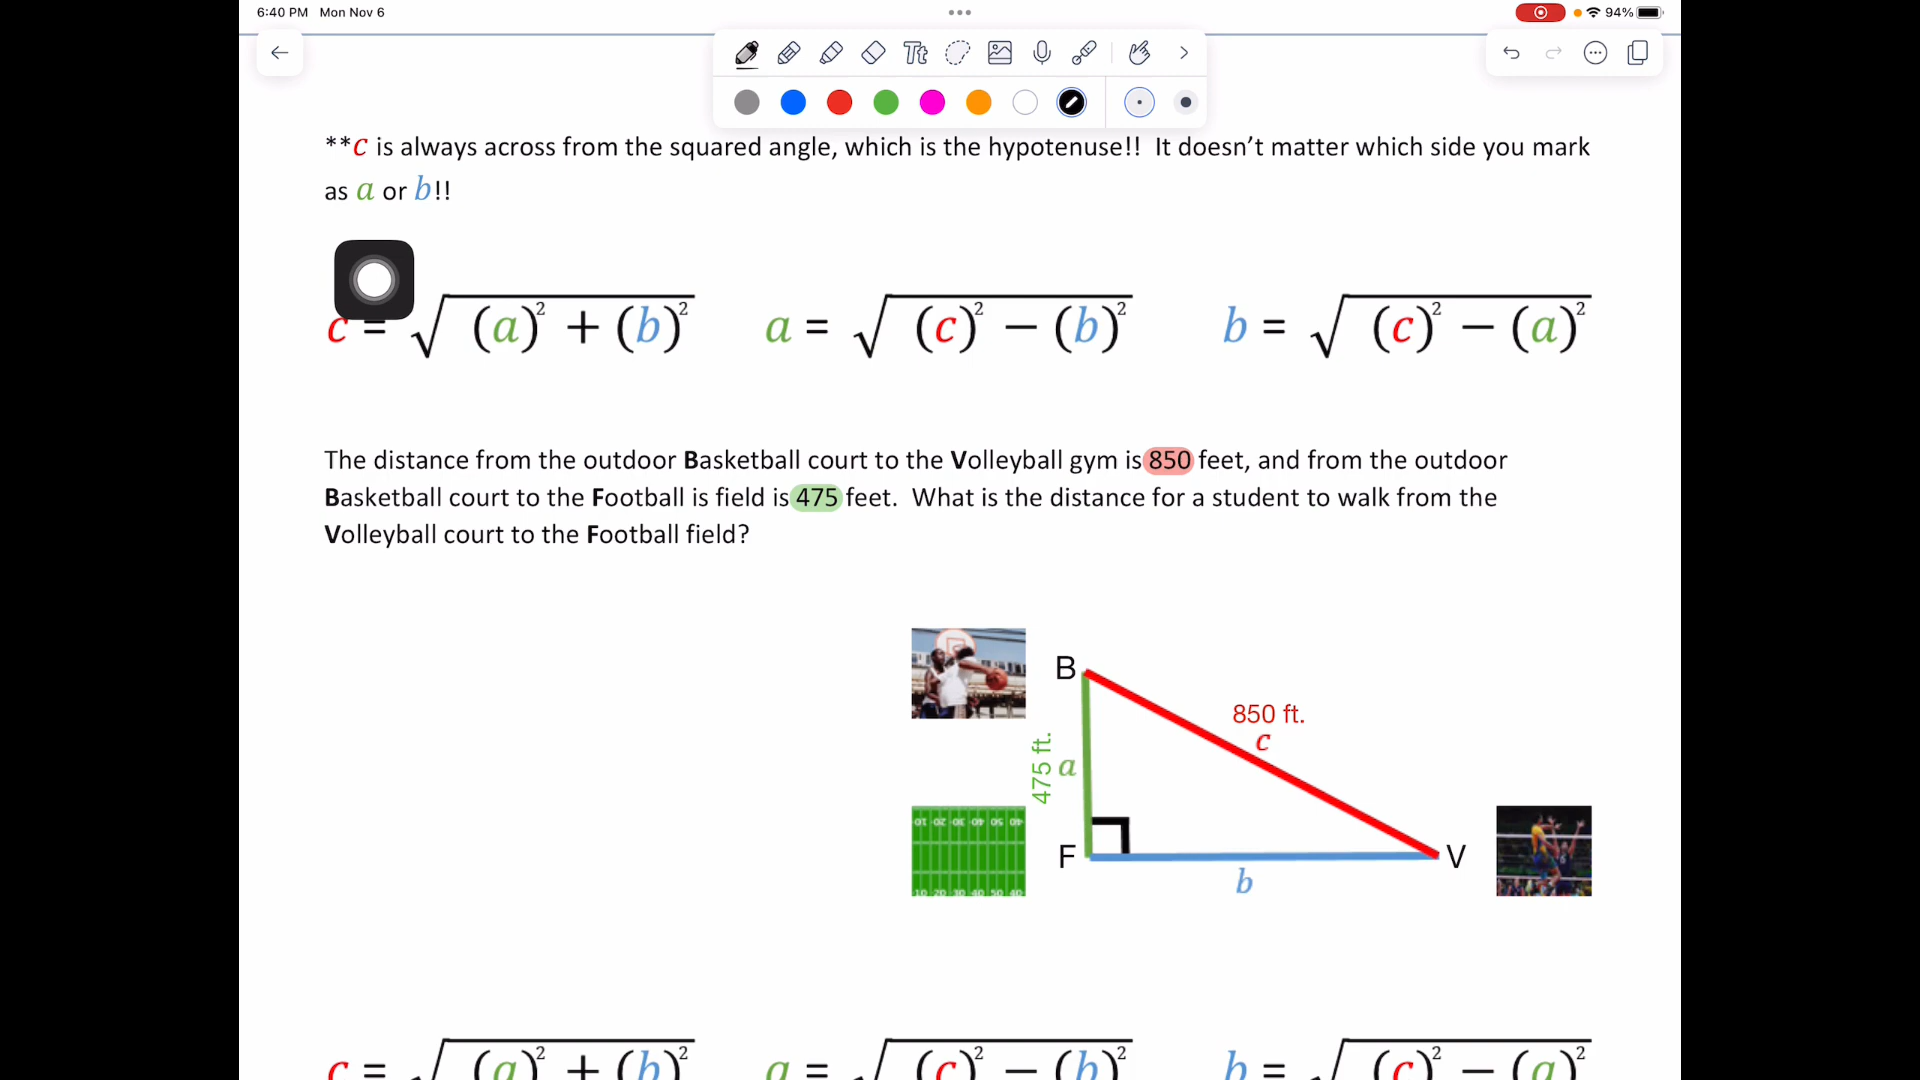 6:40 PM Mon Nov 6
94%
Tt
**c is always across from the squared angle, which is the hypotenuse!! It doesn’t matter which side you mark
as a or b!!
c = √ (a)² + (b)² a = √ (c)² − (b)² b = √ (c)² − (a)²
The distance from the outdoor Basketball court to the Volleyball gym is 850 feet, and from the outdoor
Basketball court to the Football is field is 475 feet. What is the distance for a student to walk from the
Volleyball court to the Football field?
B
850 ft.
c
475 ft.
a
F
V
b
c = √ (a)² + (b)² a = √ (c)² − (b)² b = √ (c)² − (a)²